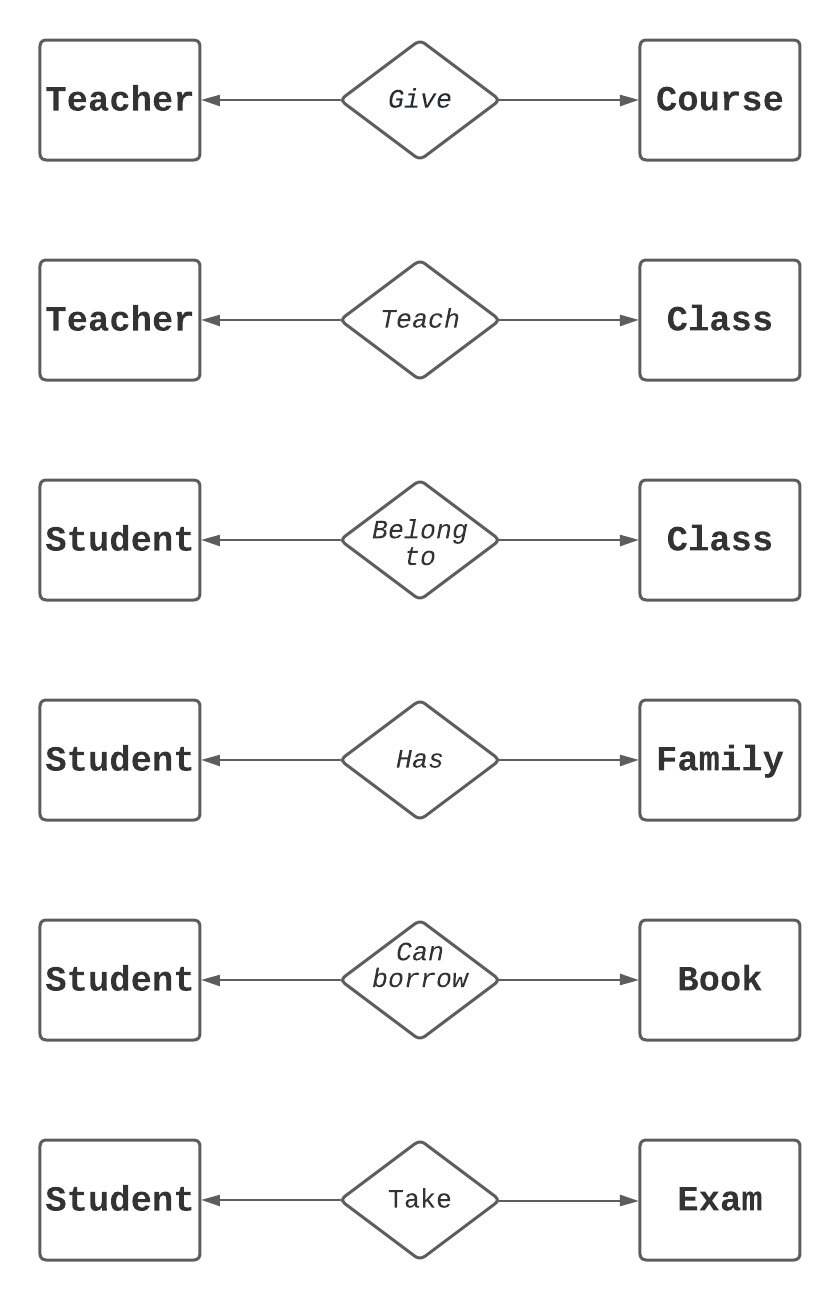 Teacher Give Course
Teacher Teach Class
Student Belong to Class
Student Has Family
Student Can borrow Book
Student Take Exam